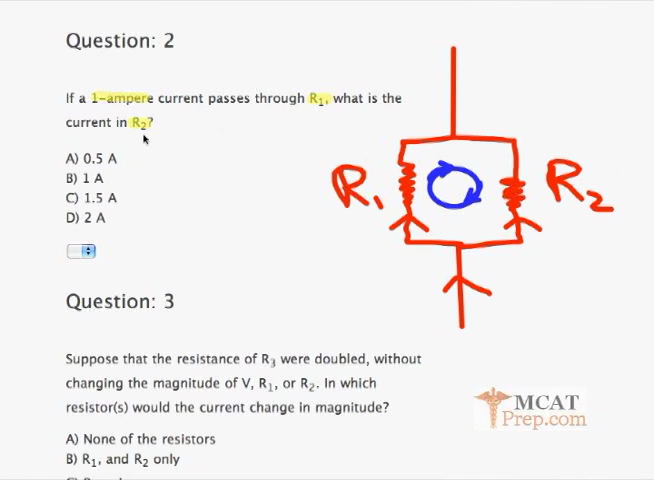 Question: 2
If a 1-ampere current passes through R₁, what is the
current in R₂?
A) 0.5 A
B) 1 A
C) 1.5 A
D) 2 A
R₁
R₂
Question: 3
Suppose that the resistance of R₃ were doubled, without
changing the magnitude of V, R₁, or R₂. In which
resistor(s) would the current change in magnitude?
A) None of the resistors
B) R₁, and R₂ only
MCAT
Prep.com